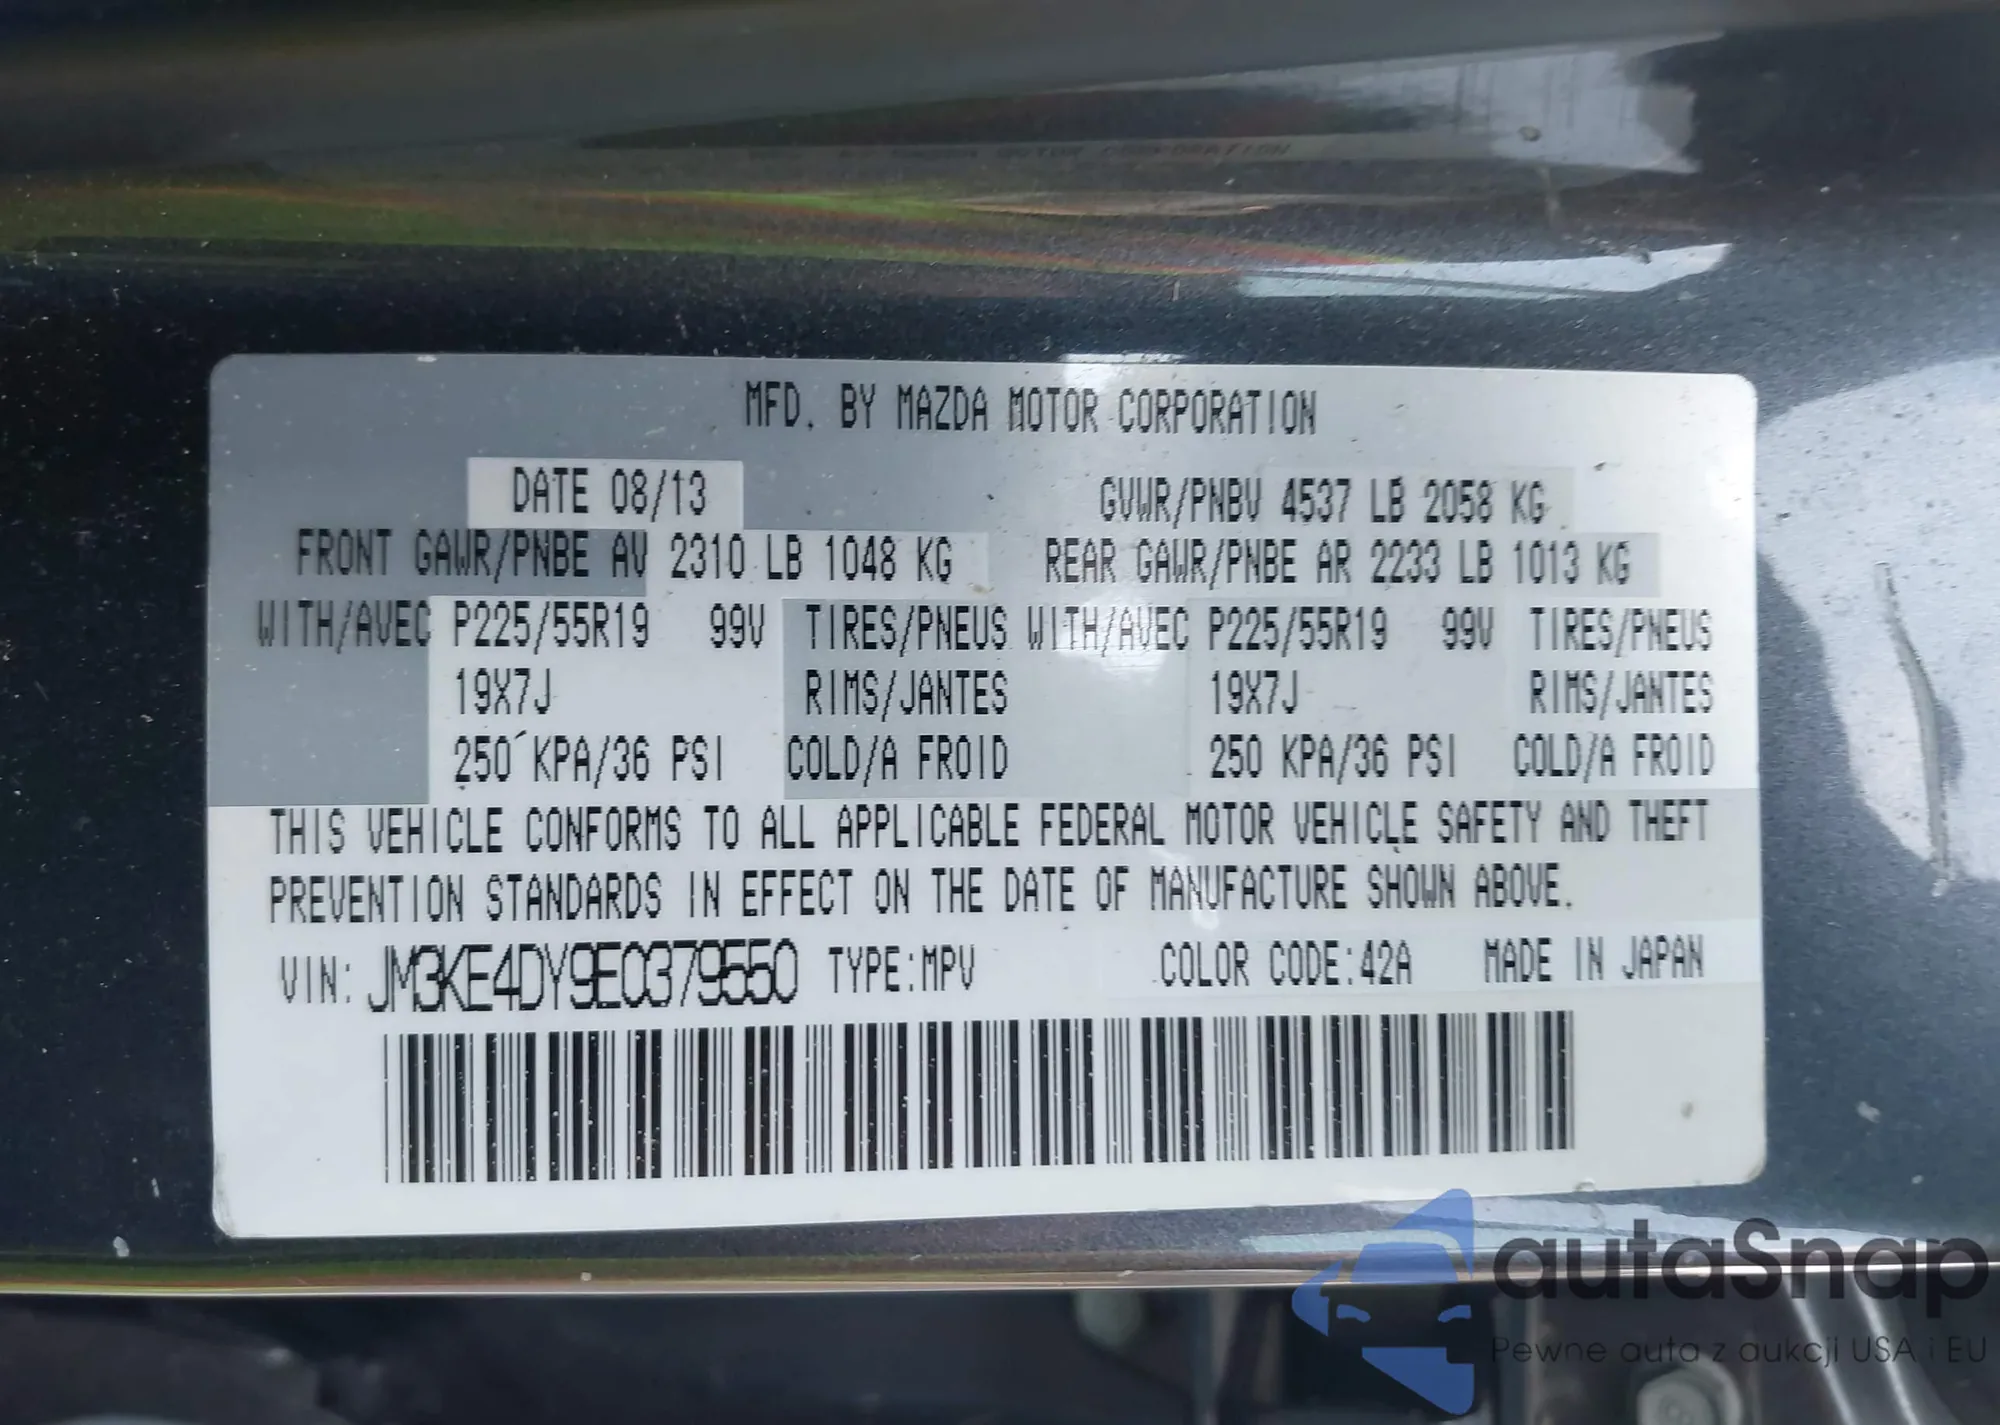 MFD. BY MAZDA MOTOR CORPORATION
DATE 08/13 GVWR/PNBV 4537 LB 2058 KG
FRONT GAWR/PNBE AV 2310 LB 1048 KG REAR GAWR/PNBE AR 2233 LB 1013 KG
WITH/AVEC P225/55R19 99V TIRES/PNEUS WITH/AVEC P225/55R19 99V TIRES/PNEUS
19X7J RIMS/JANTES 19X7J RIMS/JANTES
250 KPA/36 PSI COLD/A FROID 250 KPA/36 PSI COLD/A FROID
THIS VEHICLE CONFORMS TO ALL APPLICABLE FEDERAL MOTOR VEHICLE SAFETY AND THEFT
PREVENTION STANDARDS IN EFFECT ON THE DATE OF MANUFACTURE SHOWN ABOVE.
VIN: JM3KE4DY9E0379550 TYPE:MPV COLOR CODE:42A MADE IN JAPAN
autaSnap
Pewne auta z aukcji USA i EU